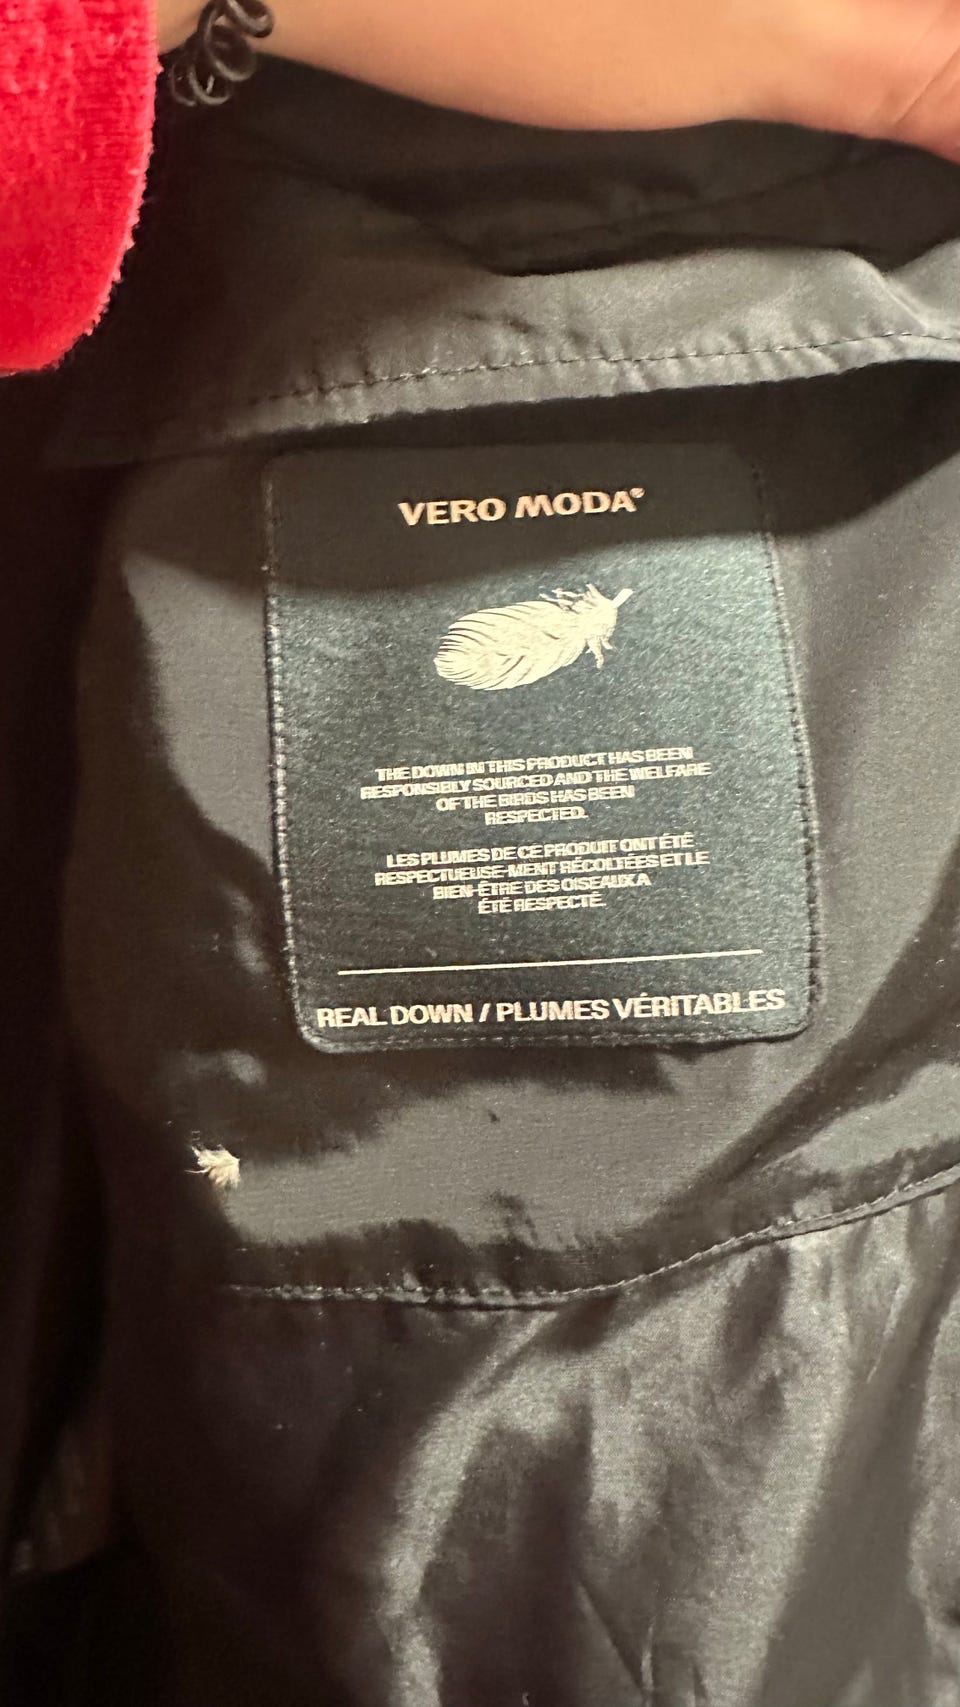 VERO MODA®
THE DOWN IN THIS PRODUCT HAS BEEN
RESPONSIBLY SOURCED AND THE WELFARE
OF THE BIRDS HAS BEEN
RESPECTED.
LES PLUMES DE CE PRODUIT ONT ÉTÉ
RESPECTUEUSE-MENT RÉCOLTÉES ET LE
BIEN-ÊTRE DES OISEAUX A
ÉTÉ RESPECTÉ.
REAL DOWN / PLUMES VÉRITABLES